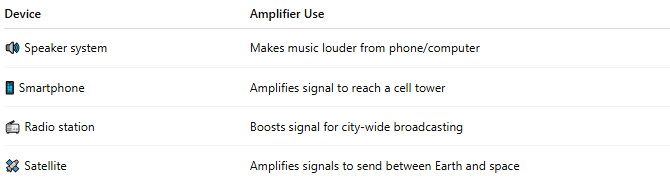 Device Amplifier Use
🔊 Speaker system Makes music louder from phone/computer
📱 Smartphone Amplifies signal to reach a cell tower
📻 Radio station Boosts signal for city-wide broadcasting
🛰️ Satellite Amplifies signals to send between Earth and space